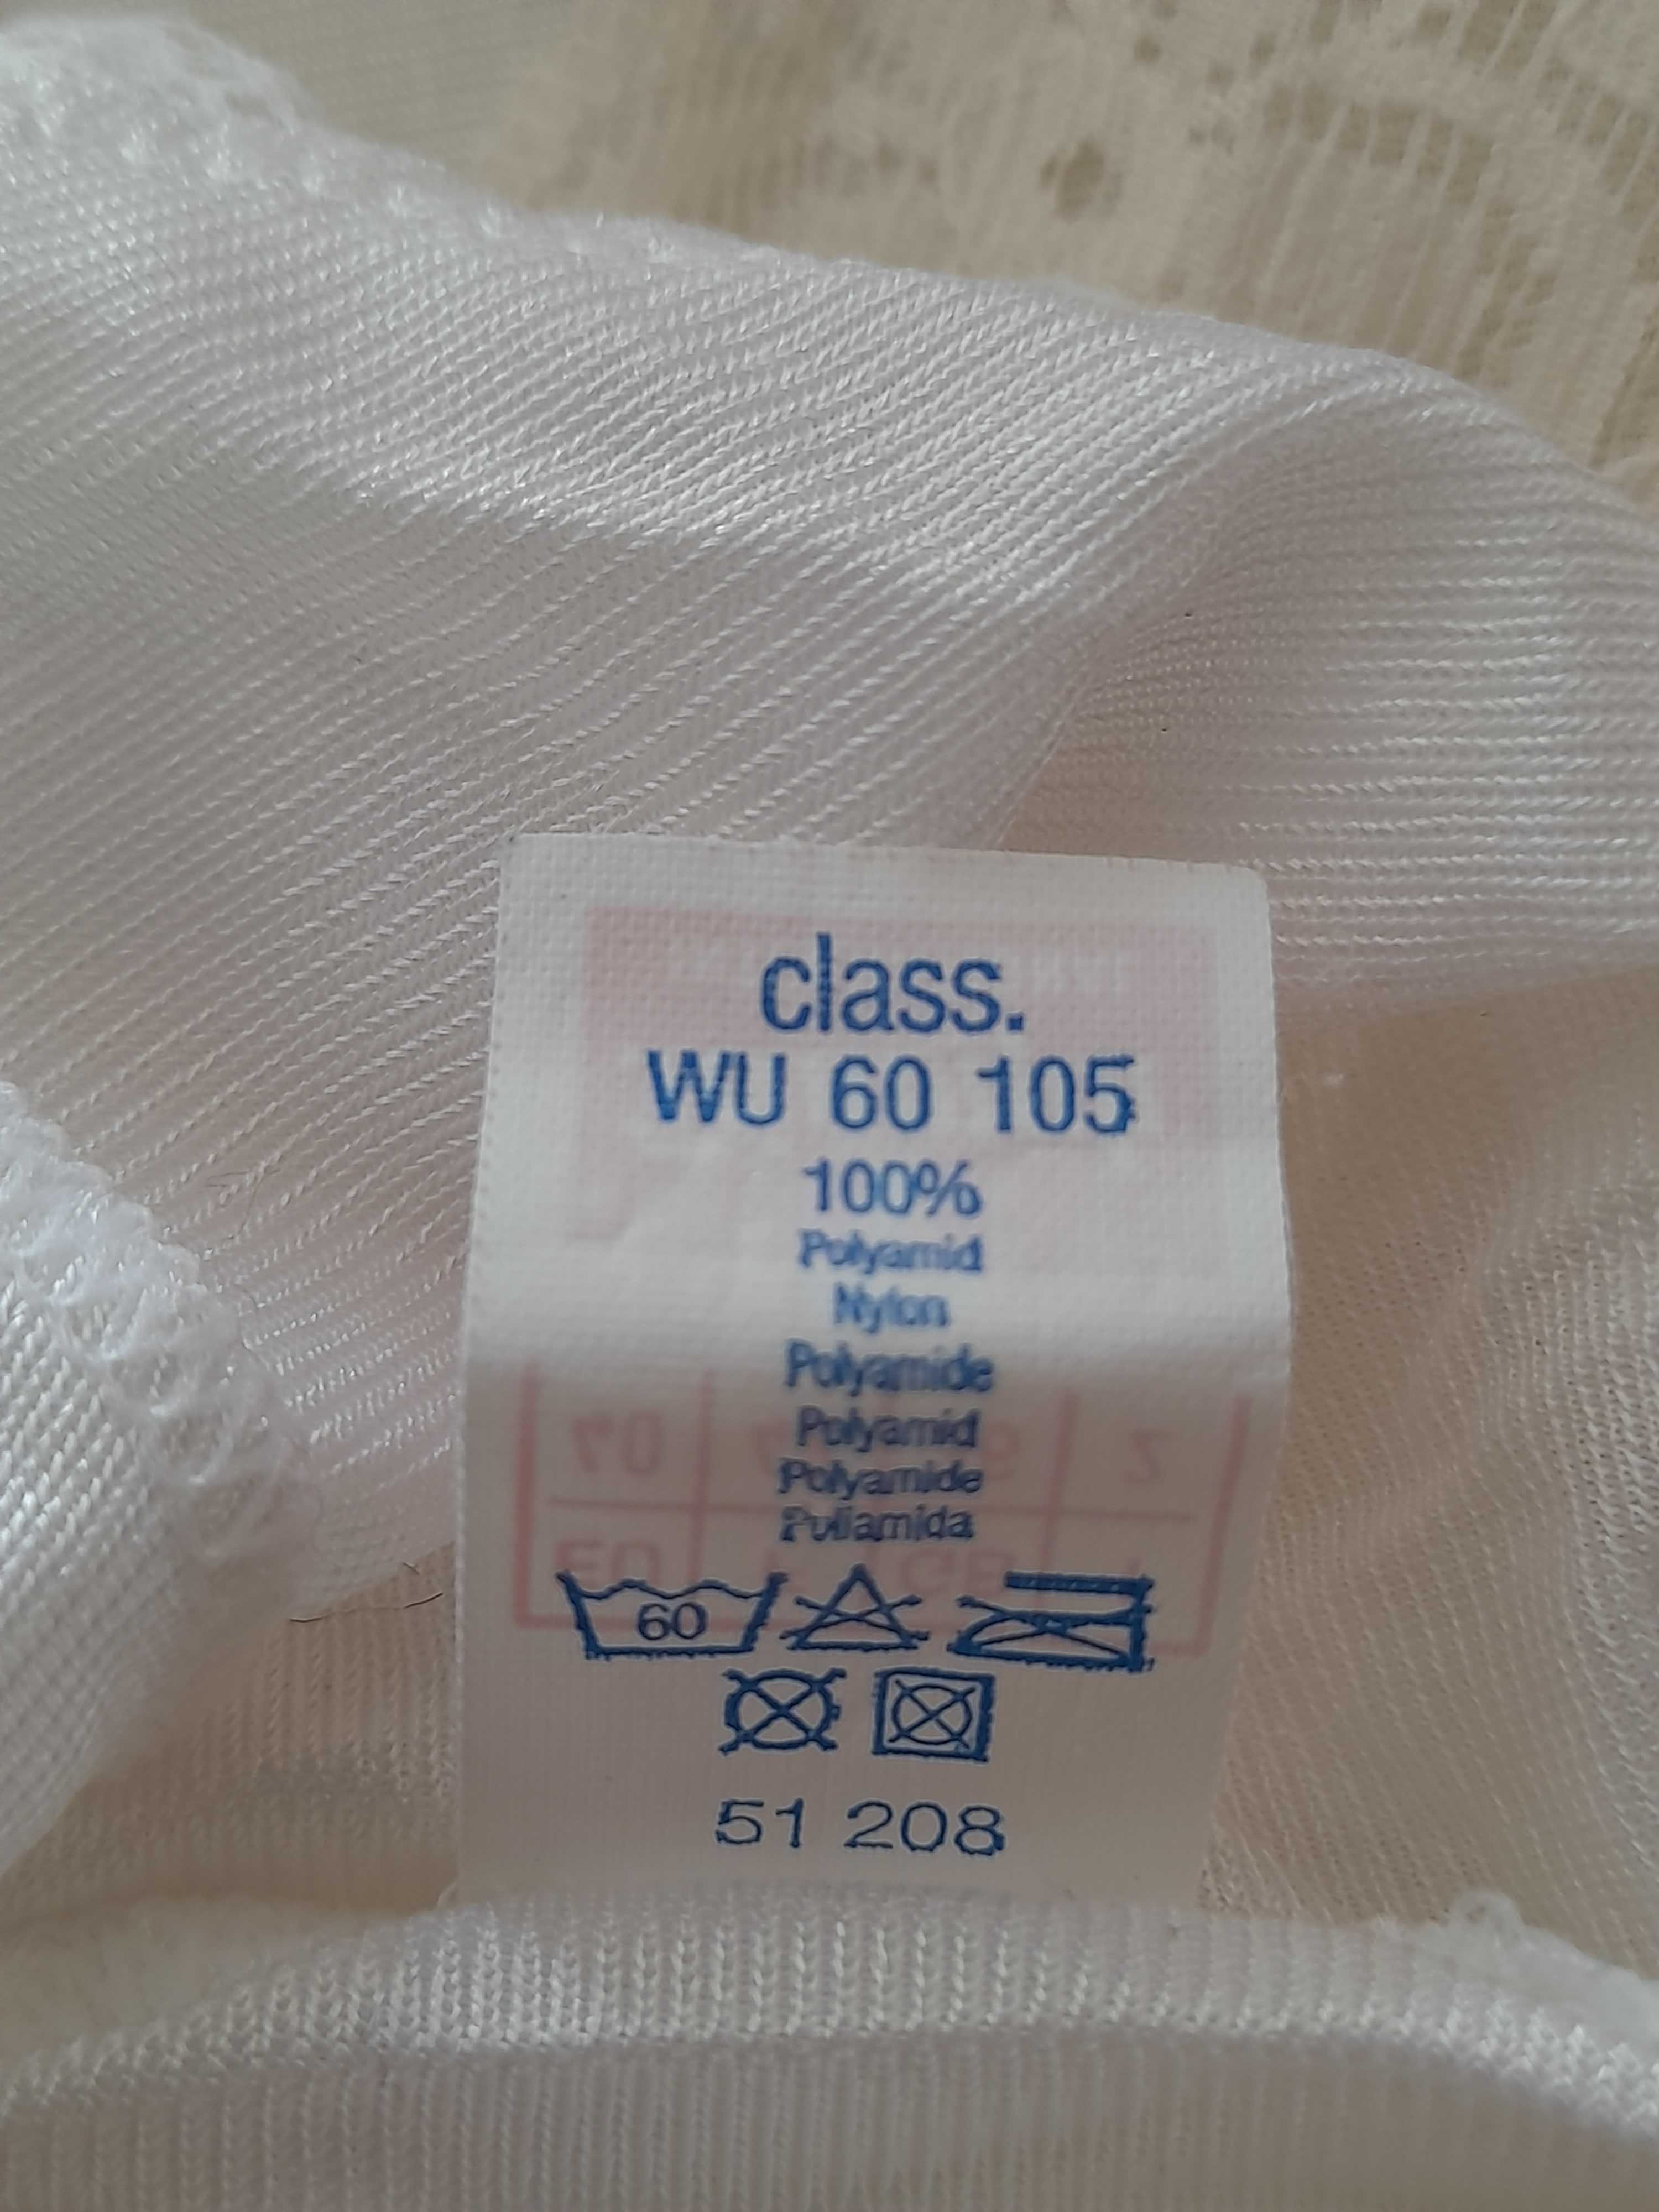 class.
WU 60 105
100%
Polyamid
Nylon
Polyamide
Polyamid
Polyamide
Poliamida
60
51 208